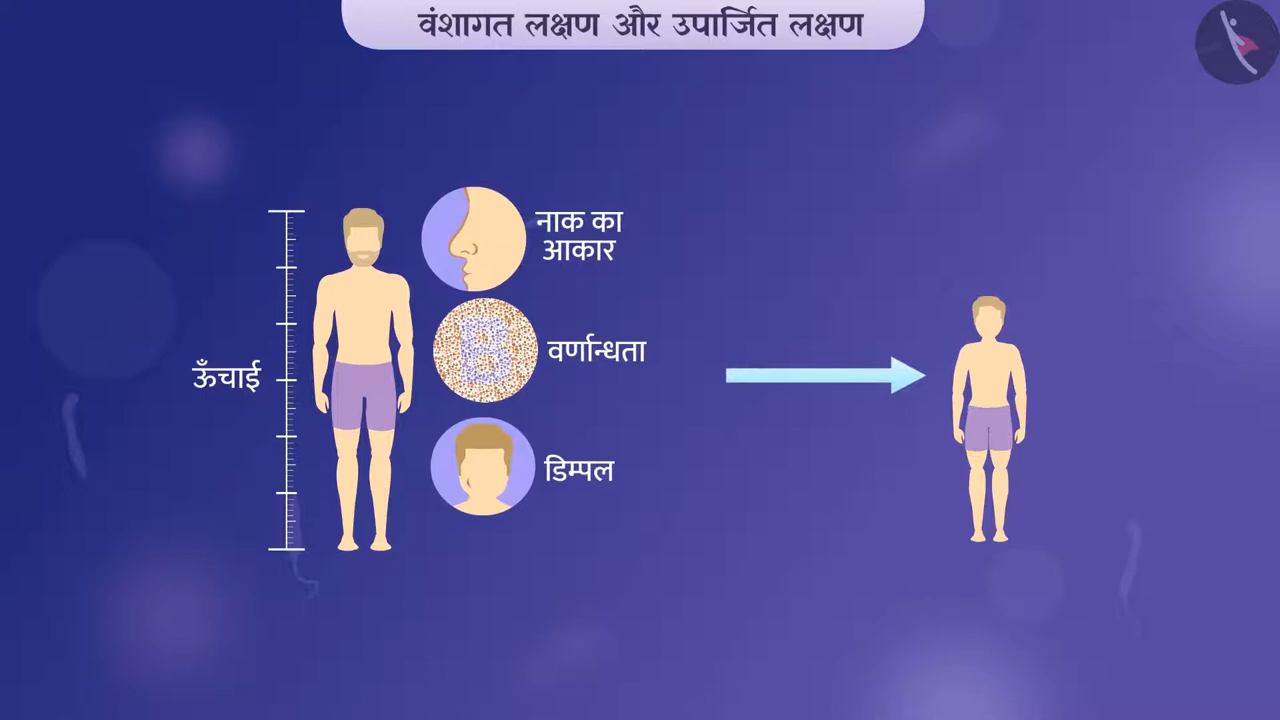 वंशागत लक्षण और उपार्जित लक्षण
नाक का
आकार
वर्णान्धता
ऊँचाई
डिम्पल